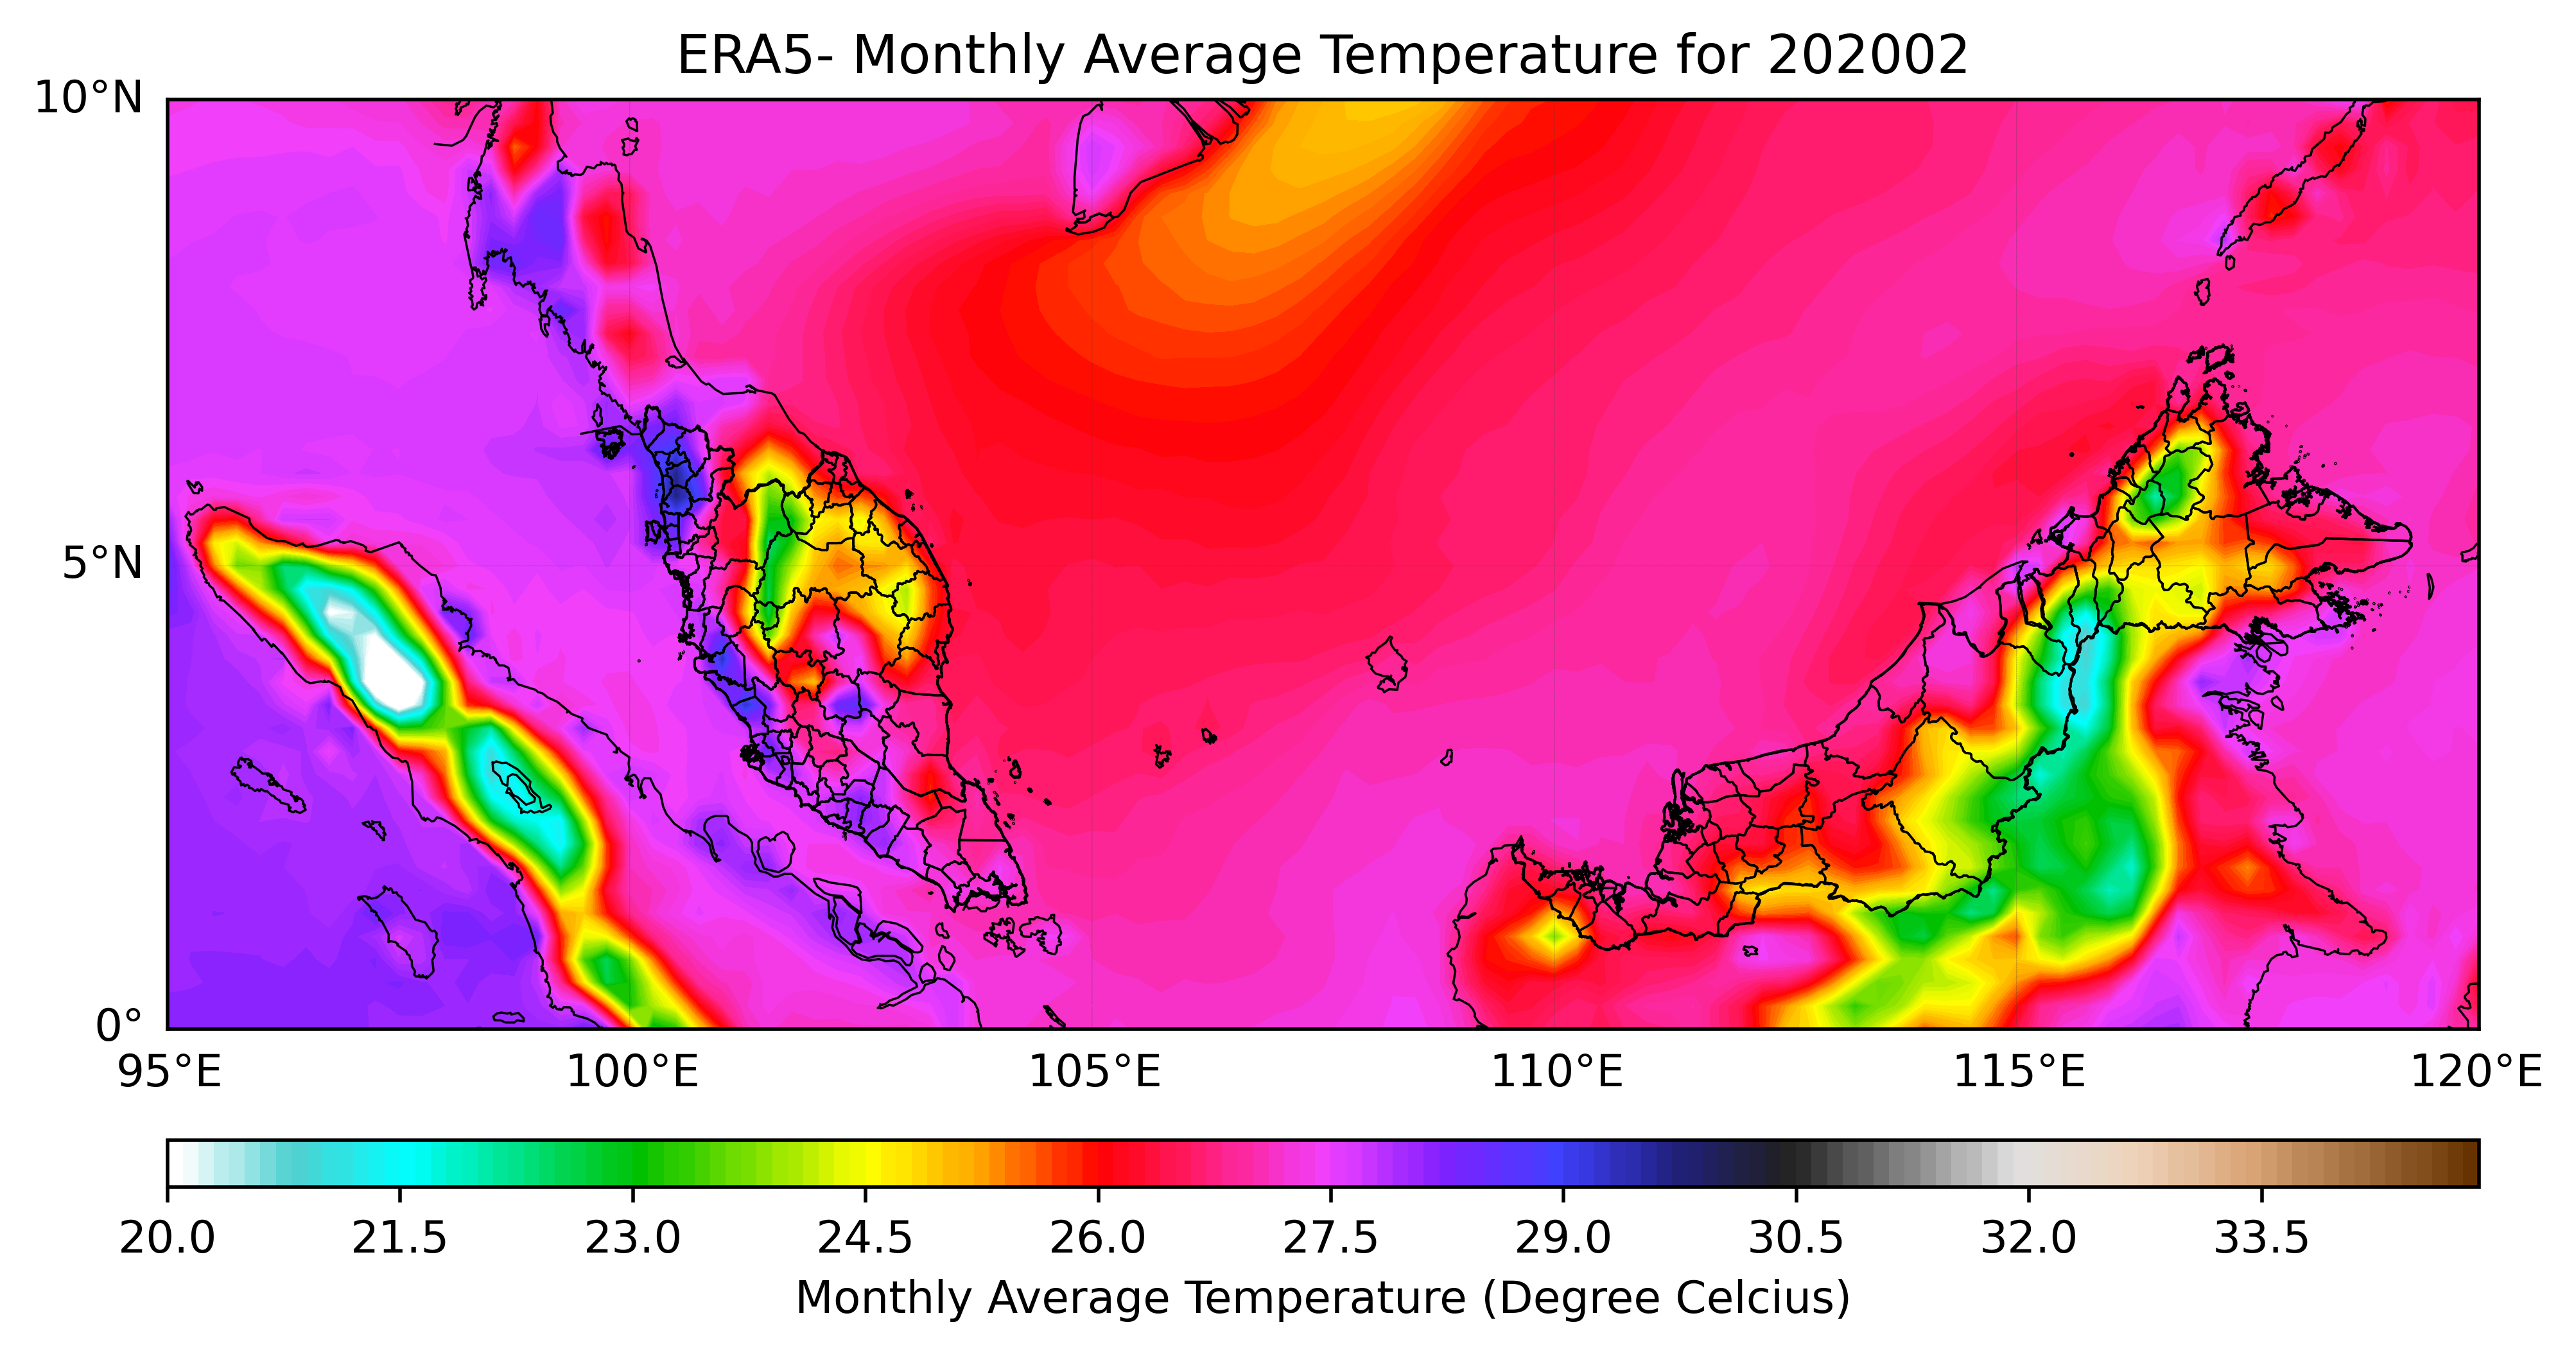 ERA5- Monthly Average Temperature for 202002
10°N
5°N
0°
95°E 100°E 105°E 110°E 115°E 120°E
20.0 21.5 23.0 24.5 26.0 27.5 29.0 30.5 32.0 33.5
Monthly Average Temperature (Degree Celcius)